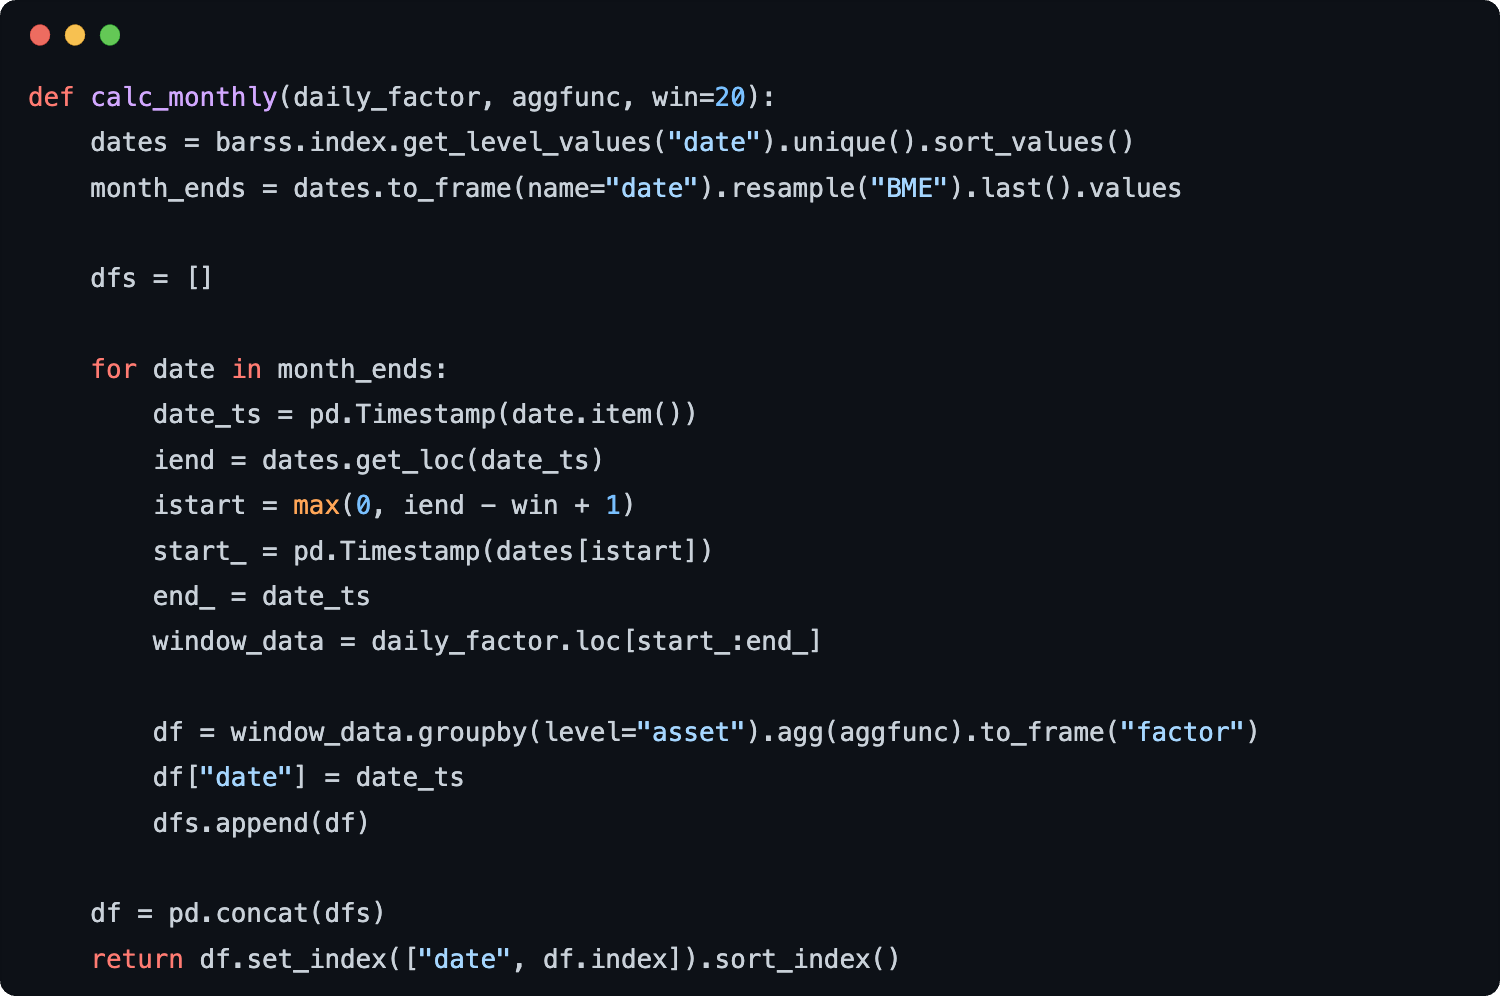 def calc_monthly(daily_factor, aggfunc, win=20):
    dates = barss.index.get_level_values("date").unique().sort_values()
    month_ends = dates.to_frame(name="date").resample("BME").last().values

    dfs = []

    for date in month_ends:
        date_ts = pd.Timestamp(date.item())
        iend = dates.get_loc(date_ts)
        istart = max(0, iend - win + 1)
        start_ = pd.Timestamp(dates[istart])
        end_ = date_ts
        window_data = daily_factor.loc[start_:end_]

        df = window_data.groupby(level="asset").agg(aggfunc).to_frame("factor")
        df["date"] = date_ts
        dfs.append(df)

    df = pd.concat(dfs)
    return df.set_index(["date", df.index]).sort_index()